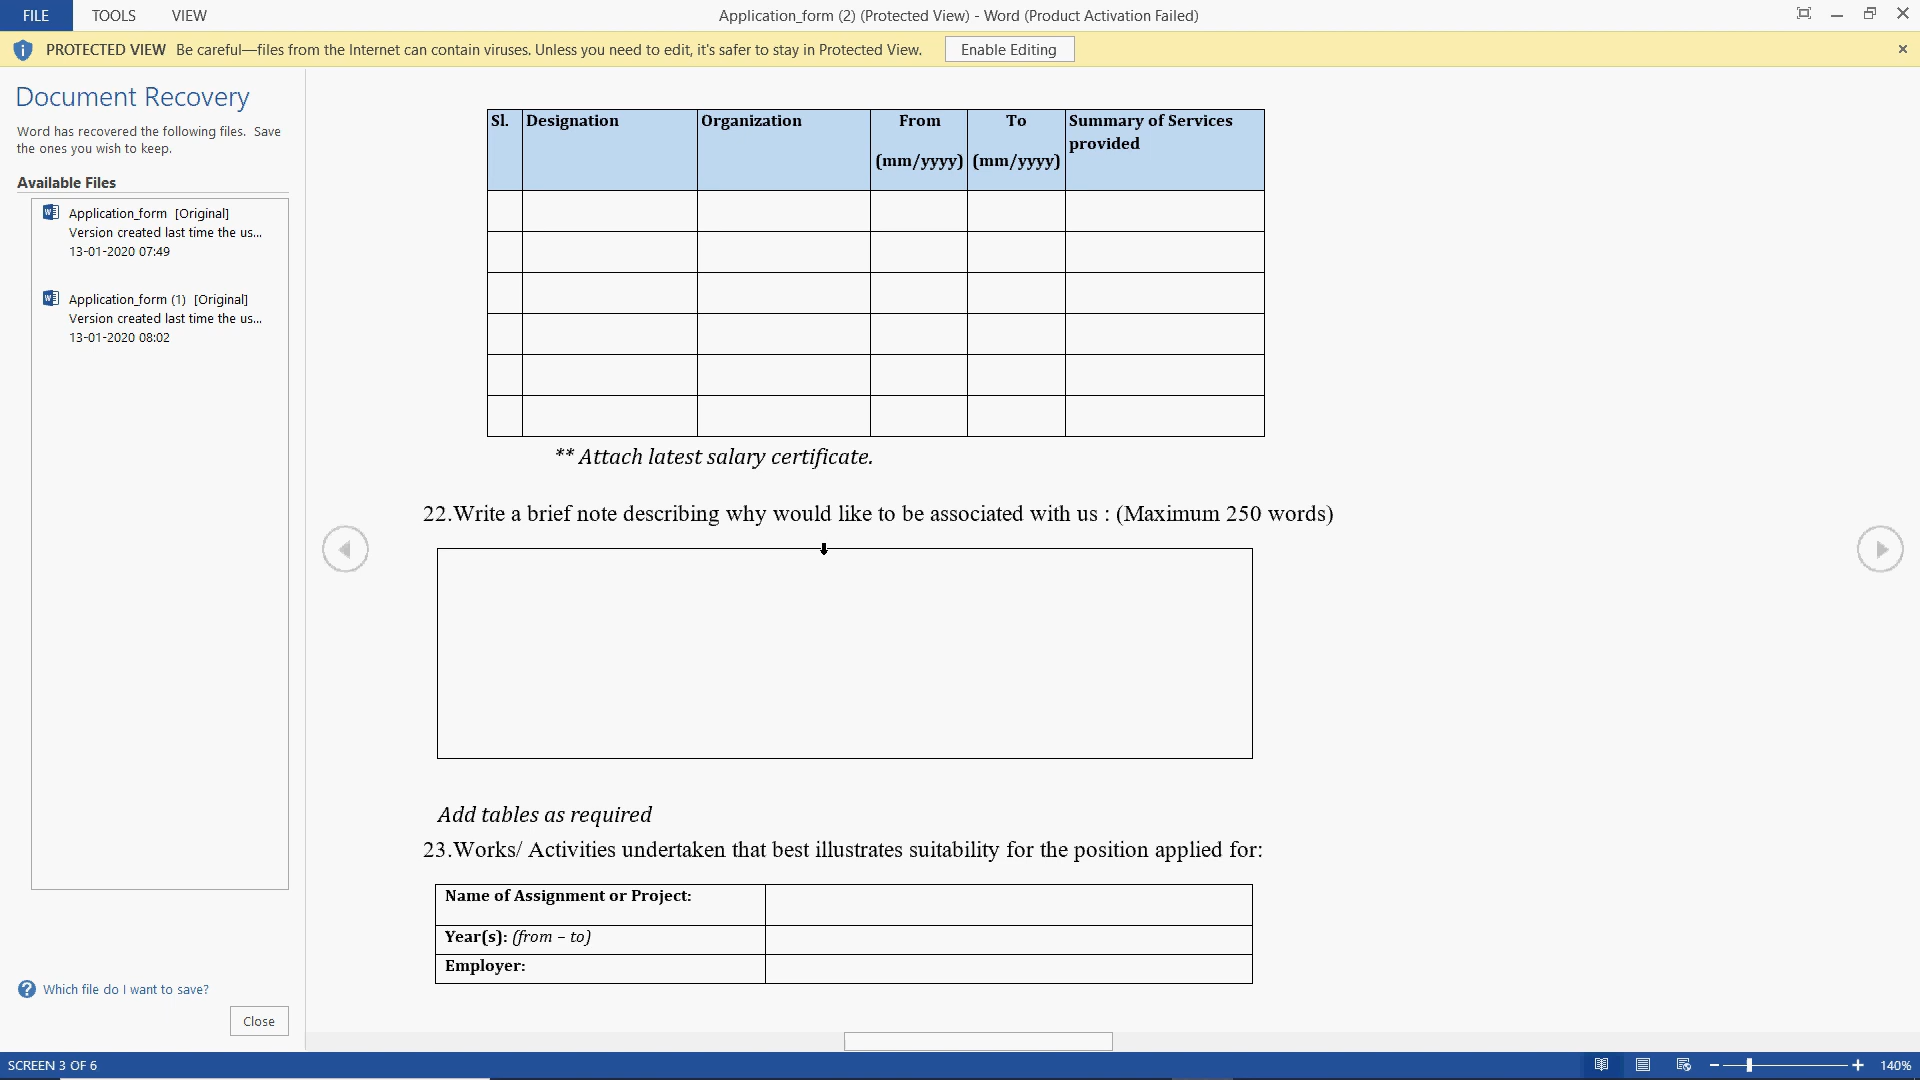 FILE TOOLS VIEW Application_form (2) (Protected View) - Word (Product Activation Failed)
PROTECTED VIEW Be careful—files from the Internet can contain viruses. Unless you need to edit, it's safer to stay in Protected View. Enable Editing
Document Recovery
Word has recovered the following files. Save
the ones you wish to keep.
Available Files
Application_form [Original]
Version created last time the us...
13-01-2020 07:49
Application_form (1) [Original]
Version created last time the us...
13-01-2020 08:02
Which file do I want to save?
Close
Sl. Designation Organization From To Summary of Services
provided
(mm/yyyy) (mm/yyyy)
** Attach latest salary certificate.
22.Write a brief note describing why would like to be associated with us : (Maximum 250 words)
Add tables as required
23.Works/ Activities undertaken that best illustrates suitability for the position applied for:
Name of Assignment or Project:
Year(s): (from – to)
Employer:
SCREEN 3 OF 6 140%